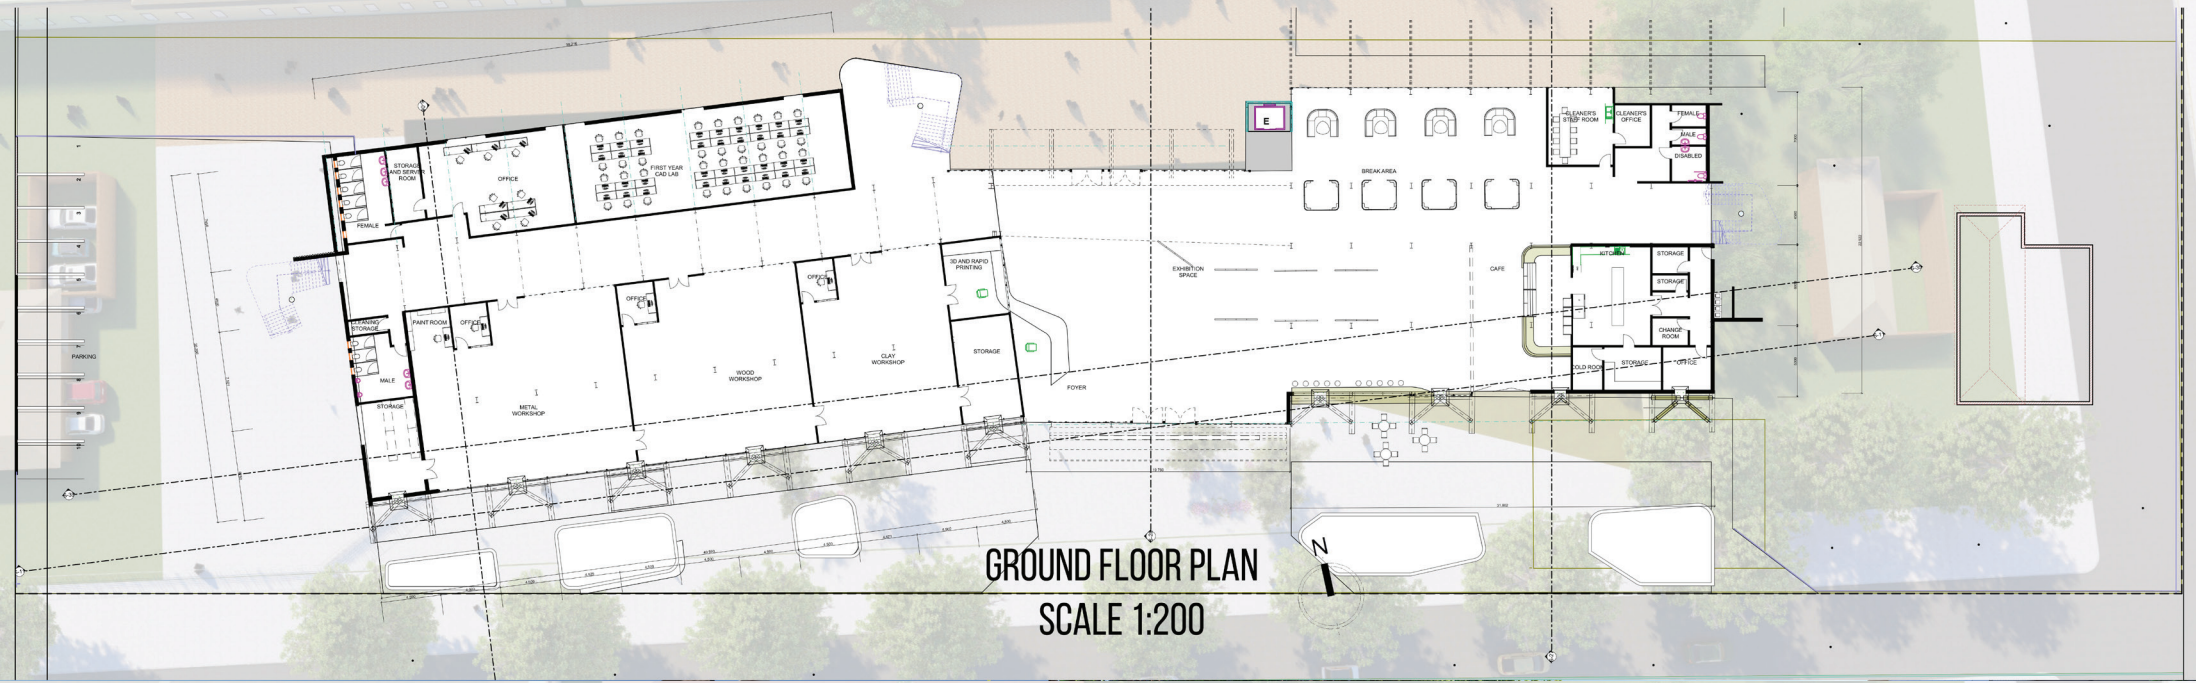 STORAGE
AND SERVER
ROOM
OFFICE
FIRST YEAR
CAD LAB
FEMALE
E
BREAK AREA
CLEANER'S
STAFF ROOM
CLEANER'S
OFFICE
FEMALE
MALE
DISABLED
3D AND RAPID
PRINTING
EXHIBITION
SPACE
CAFE
KITCHEN
STORAGE
STORAGE
CHANGE
ROOM
COLD ROOM
STORAGE
OFFICE
CLEANING
STORAGE
PAINT ROOM
OFFICE
OFFICE
OFFICE
PARKING
MALE
STORAGE
METAL
WORKSHOP
WOOD
WORKSHOP
CLAY
WORKSHOP
STORAGE
FOYER
N
GROUND FLOOR PLAN
SCALE 1:200